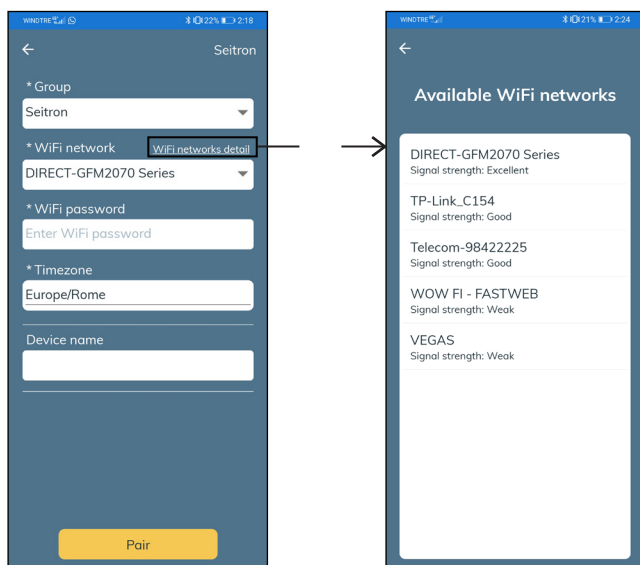 WINDTRE 22% 2:18
Seitron
* Group
Seitron
* WiFi network WiFi networks detail
DIRECT-GFM2070 Series
* WiFi password
Enter WiFi password
* Timezone
Europe/Rome
Device name
Pair
WINDTRE 21% 2:24
Available WiFi networks
DIRECT-GFM2070 Series
Signal strength: Excellent
TP-Link_C154
Signal strength: Good
Telecom-98422225
Signal strength: Good
WOW FI - FASTWEB
Signal strength: Weak
VEGAS
Signal strength: Weak